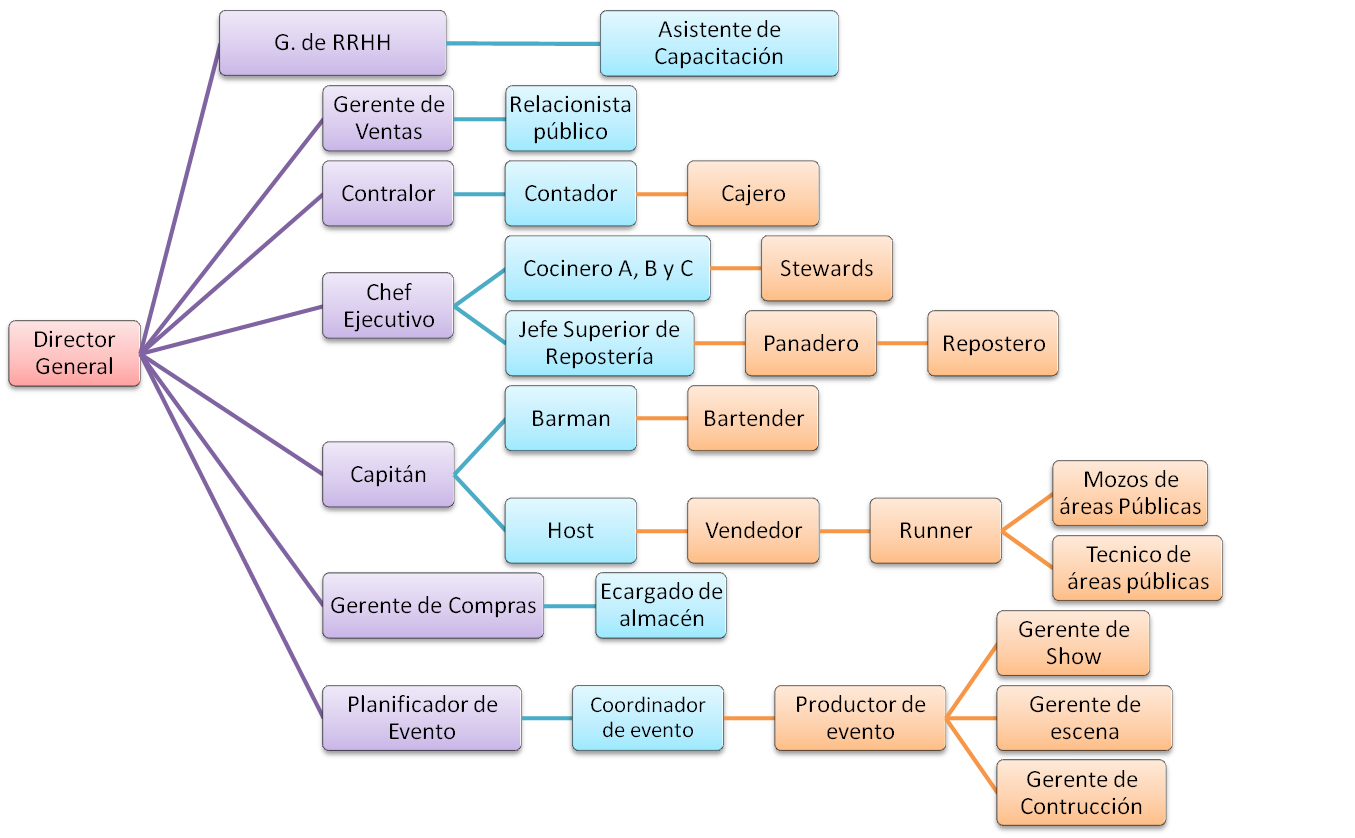 G. de RRHH
Asistente de
Capacitación
Gerente de
Ventas
Relacionista
público
Contralor
Contador
Cajero
Director
General
Chef
Ejecutivo
Cocinero A, B y C
Stewards
Jefe Superior de
Repostería
Panadero
Repostero
Capitán
Barman
Bartender
Host
Vendedor
Runner
Mozos de
áreas Públicas
Tecnico de
áreas públicas
Gerente de Compras
Ecargado de
almacén
Planificador de
Evento
Coordinador
de evento
Productor de
evento
Gerente de
Show
Gerente de
escena
Gerente de
Contrucción